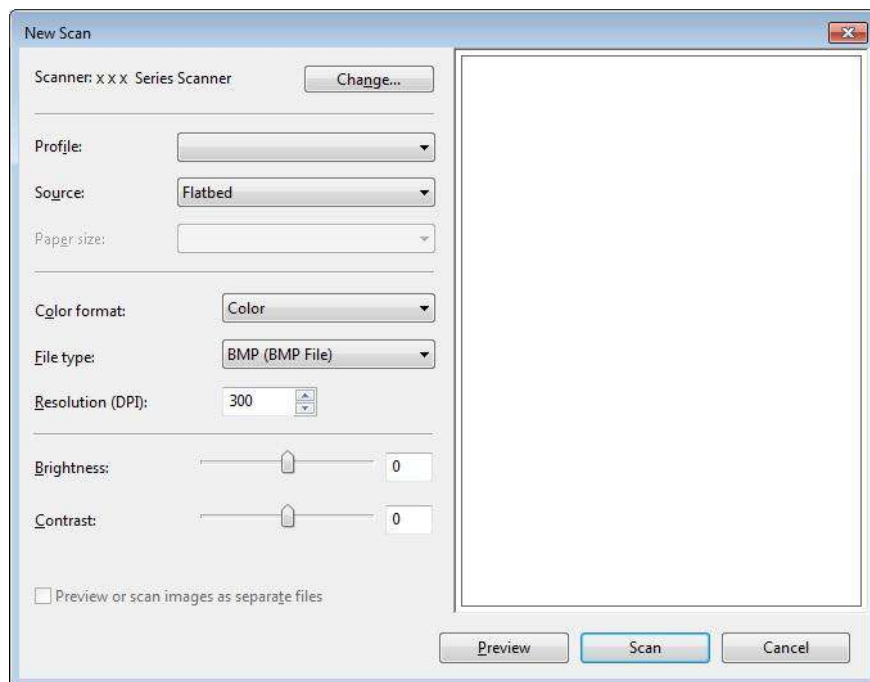 New Scan
Scanner: x x x Series Scanner Change...
Profile:
Source: Flatbed
Paper size:
Color format: Color
File type: BMP (BMP File)
Resolution (DPI): 300
Brightness: 0
Contrast: 0
Preview or scan images as separate files
Preview Scan Cancel